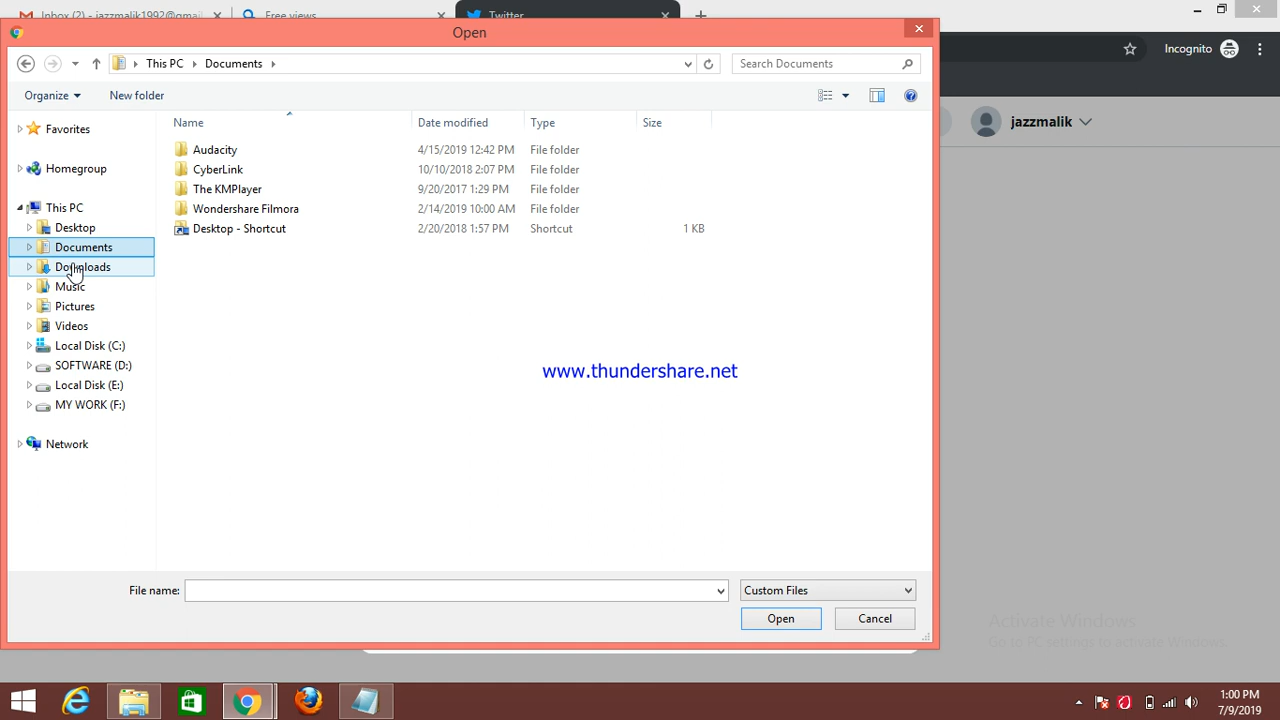 Inbox (2) - jazzmalik1992@gmai
Free views
Twitter
Open
This PC
Documents
Search Documents
Incognito
Organize
New folder
jazzmalik
Name
Date modified
Type
Size
Favorites
Homegroup
This PC
Desktop
Documents
Downloads
Music
Pictures
Videos
Local Disk (C:)
SOFTWARE (D:)
Local Disk (E:)
MY WORK (F:)
Network
Audacity 4/15/2019 12:42 PM File folder
CyberLink 10/10/2018 2:07 PM File folder
The KMPlayer 9/20/2017 1:29 PM File folder
Wondershare Filmora 2/14/2019 10:00 AM File folder
Desktop - Shortcut 2/20/2018 1:57 PM Shortcut 1 KB
www.thundershare.net
File name:
Custom Files
Open
Cancel
Activate Windows
Go to PC settings to activate Windows.
1:00 PM
7/9/2019